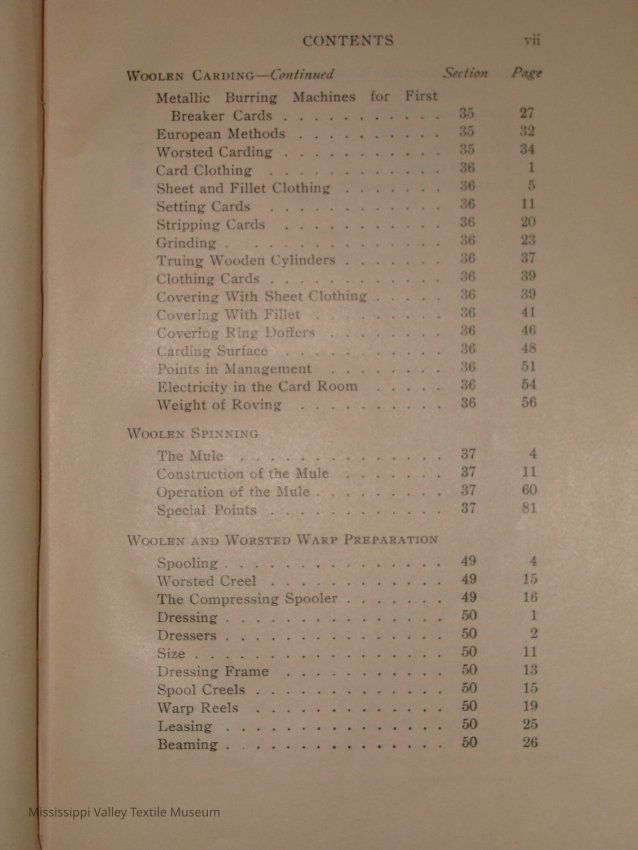 CONTENTS vii
WOOLEN CARDING—Continued Section Page
Metallic Burring Machines for First
Breaker Cards . . . . . . . . . . . 35 27
European Methods . . . . . . . . . . 35 32
Worsted Carding . . . . . . . . . . . 35 34
Card Clothing . . . . . . . . . . . . 36 1
Sheet and Fillet Clothing . . . . . . . 36 5
Setting Cards . . . . . . . . . . . . 36 11
Stripping Cards . . . . . . . . . . . 36 20
Grinding . . . . . . . . . . . . . . 36 23
Truing Wooden Cylinders . . . . . . . 36 37
Clothing Cards . . . . . . . . . . . . 36 39
Covering With Sheet Clothing . . . . . 36 39
Covering With Fillet . . . . . . . . . 36 41
Covering Ring Doffers . . . . . . . . 36 46
Carding Surface . . . . . . . . . . . 36 48
Points in Management . . . . . . . . 36 51
Electricity in the Card Room . . . . . 36 54
Weight of Roving . . . . . . . . . . 36 56
WOOLEN SPINNING
The Mule . . . . . . . . . . . . . . 37 4
Construction of the Mule . . . . . . . 37 11
Operation of the Mule . . . . . . . . . 37 60
Special Points . . . . . . . . . . . . 37 81
WOOLEN AND WORSTED WARP PREPARATION
Spooling . . . . . . . . . . . . . . . 49 4
Worsted Creel . . . . . . . . . . . . 49 15
The Compressing Spooler . . . . . . . 49 16
Dressing . . . . . . . . . . . . . . . 50 1
Dressers . . . . . . . . . . . . . . . 50 2
Size . . . . . . . . . . . . . . . . . 50 11
Dressing Frame . . . . . . . . . . . 50 13
Spool Creels . . . . . . . . . . . . . 50 15
Warp Reels . . . . . . . . . . . . . 50 19
Leasing . . . . . . . . . . . . . . . 50 25
Beaming . . . . . . . . . . . . . . . 50 26
Mississippi Valley Textile Museum